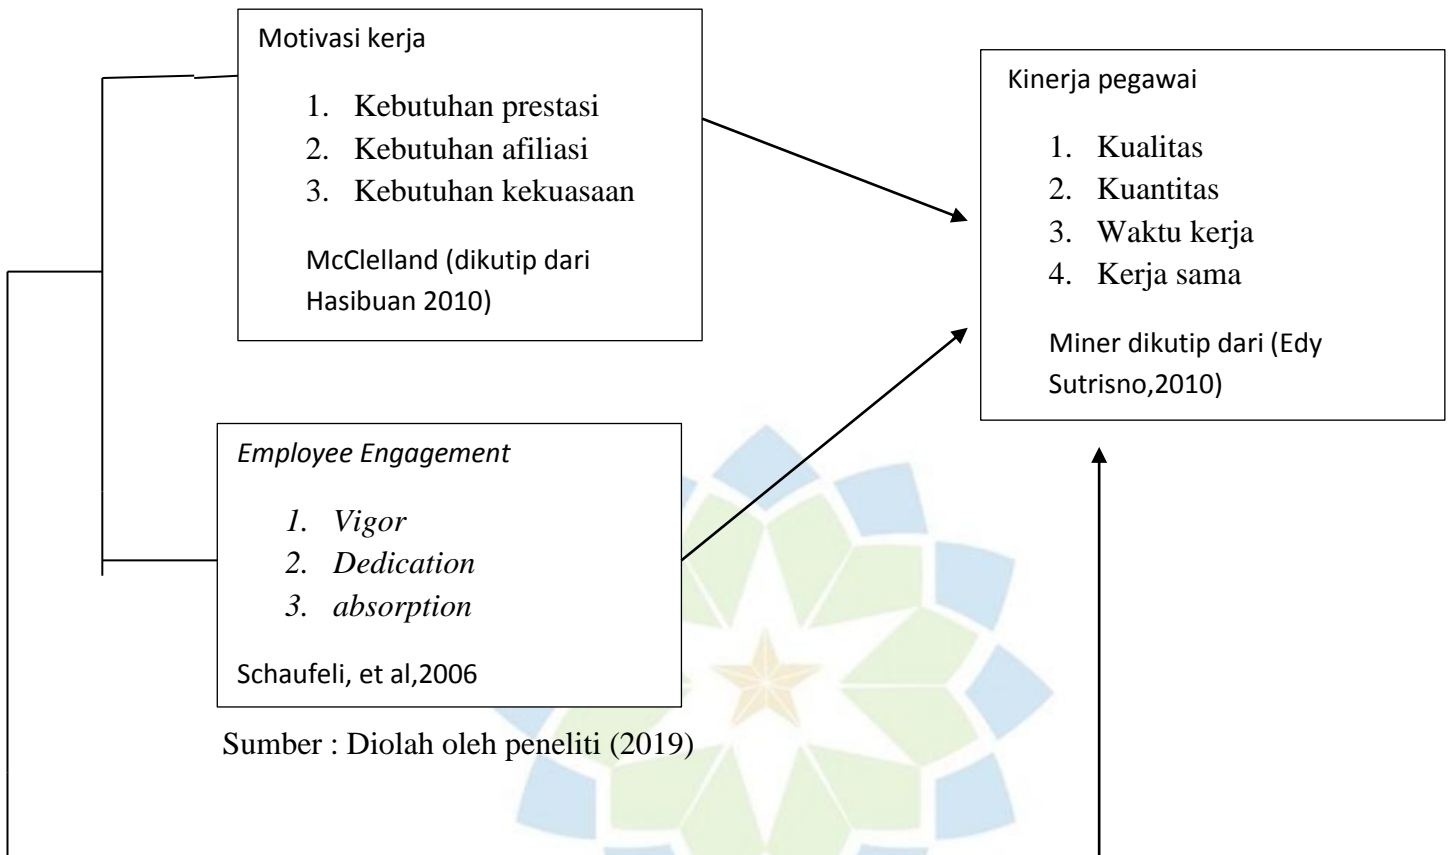 Motivasi kerja
1. Kebutuhan prestasi
2. Kebutuhan afiliasi
3. Kebutuhan kekuasaan
McClelland (dikutip dari
Hasibuan 2010)
Kinerja pegawai
1. Kualitas
2. Kuantitas
3. Waktu kerja
4. Kerja sama
Miner dikutip dari (Edy
Sutrisno,2010)
Employee Engagement
1. Vigor
2. Dedication
3. absorption
Schaufeli, et al,2006
Sumber : Diolah oleh peneliti (2019)